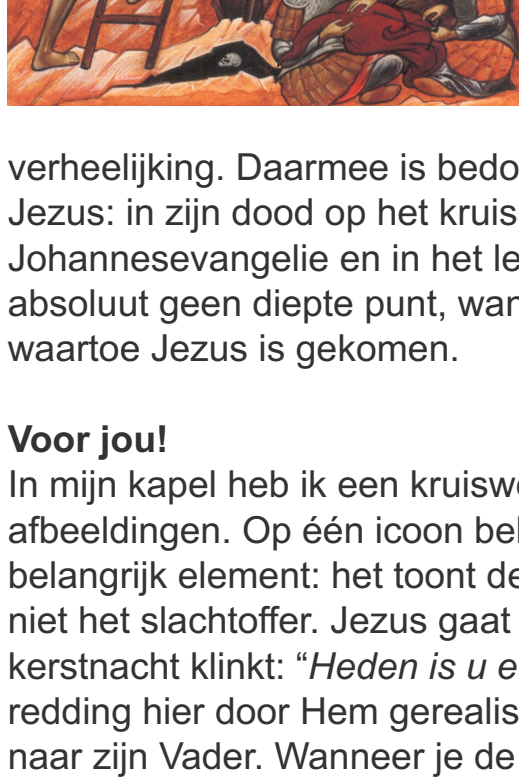 verheelijking. Daarmee is bedo
Jezus: in zijn dood op het kruis
Johannesevangelie en in het le
absoluut geen diepte punt, wan
waartoe Jezus is gekomen.
Voor jou!
In mijn kapel heb ik een kruisw
afbeeldingen. Op één icoon bel
belangrijk element: het toont de
niet het slachtoffer. Jezus gaat
kerstnacht klinkt: “Heden is u e
redding hier door Hem gerealis
naar zijn Vader. Wanneer je de